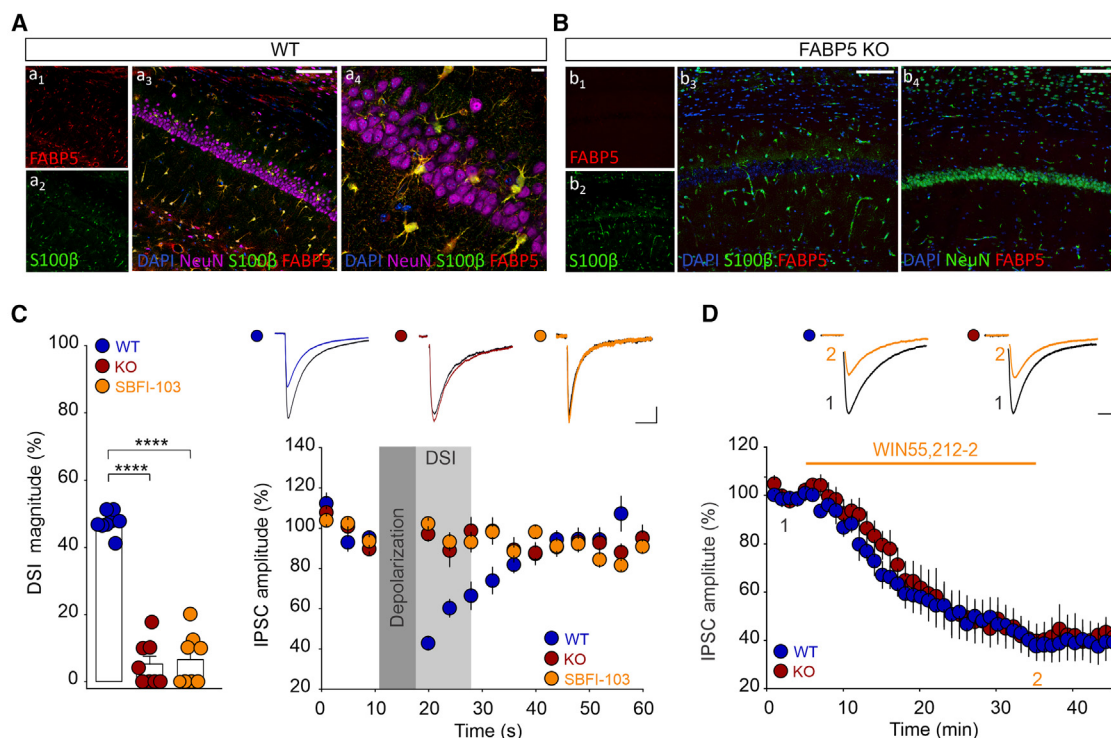 A
WT
a1
FABP5
a2
S100β
a3
DAPI NeuN S100β FABP5
a4
DAPI NeuN S100β FABP5
B
FABP5 KO
b1
FABP5
b2
S100β
b3
DAPI S100β FABP5
b4
DAPI NeuN FABP5
C
DSI magnitude (%)
100
80
60
40
20
0
WT
KO
SBFI-103
****
****
IPSC amplitude (%)
140
120
100
80
60
40
20
Depolarization
DSI
WT
KO
SBFI-103
0 10 20 30 40 50 60
Time (s)
D
2
1
2
1
WIN55,212-2
IPSC amplitute (%)
120
100
80
60
40
20
1
2
WT
KO
0 10 20 30 40
Time (min)